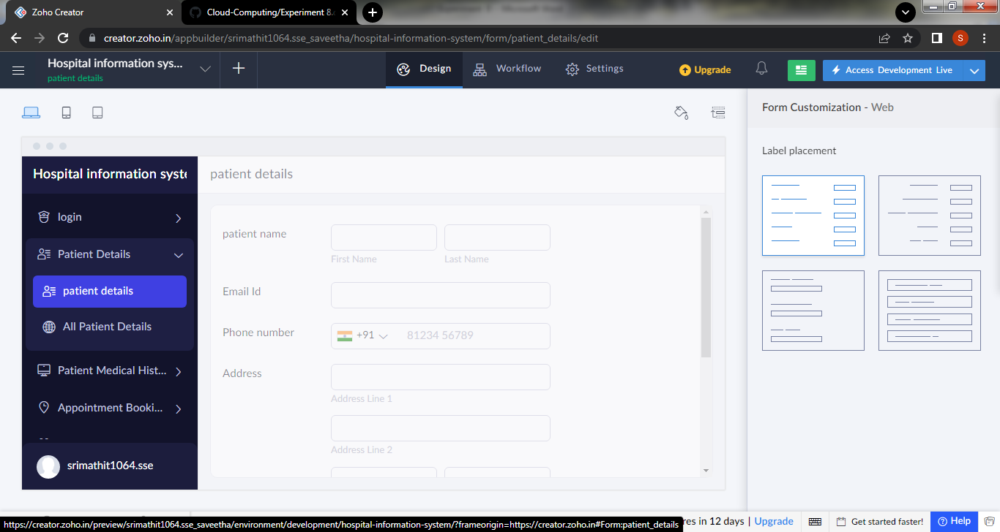 Zoho Creator
Cloud-Computing/Experiment 8.
creator.zoho.in/appbuilder/srimathit1064.sse_saveetha/hospital-information-system/form/patient_details/edit
S
Hospital information sys...
patient details
Design
Workflow
Settings
Upgrade
Access Development Live
Form Customization - Web
Label placement
Hospital information syste
login
Patient Details
patient details
All Patient Details
Patient Medical Hist...
Appointment Booki...
srimathit1064.sse
patient details
patient name
First Name
Last Name
Email Id
Phone number
+91
81234 56789
Address
Address Line 1
Address Line 2
https://creator.zoho.in/preview/srimathit1064.sse_saveetha/environment/development/hospital-information-system/?frameorigin=https://creator.zoho.in#Form:patient_details
res in 12 days | Upgrade
Get started faster!
Help